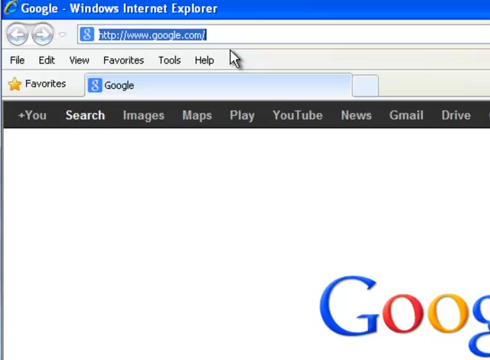 Google - Windows Internet Explorer
http://www.google.com/
File Edit View Favorites Tools Help
Favorites Google
+You Search Images Maps Play YouTube News Gmail Drive
Goog